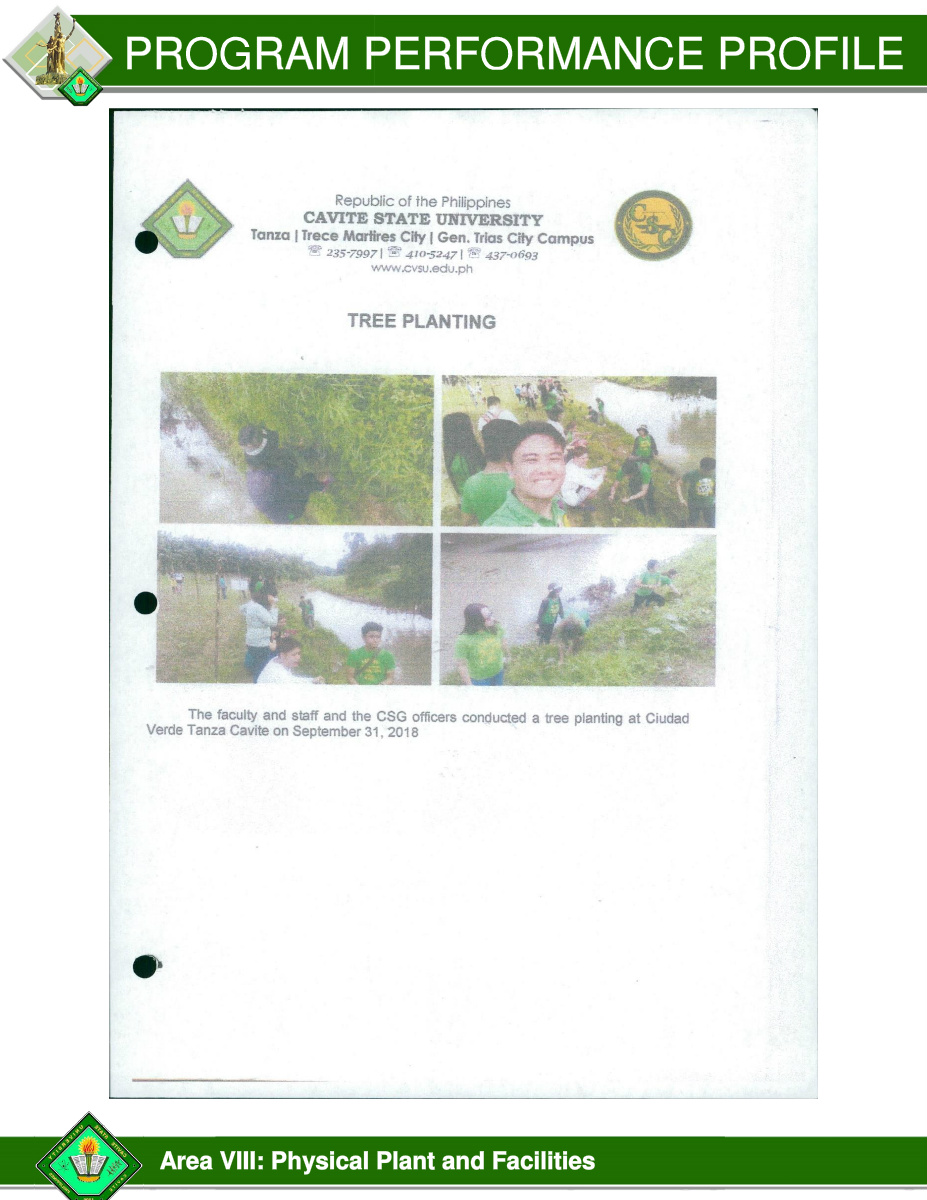 PROGRAM PERFORMANCE PROFILE
Republic of the Philippines
CAVITE STATE UNIVERSITY
Tanza | Trece Martires City | Gen. Trias City Campus
☏ 235-7997 | ☏ 410-5247 | ☏ 437-0693
www.cvsu.edu.ph
TREE PLANTING
The faculty and staff and the CSG officers conducted a tree planting at Ciudad
Verde Tanza Cavite on September 31, 2018
Area VIII: Physical Plant and Facilities